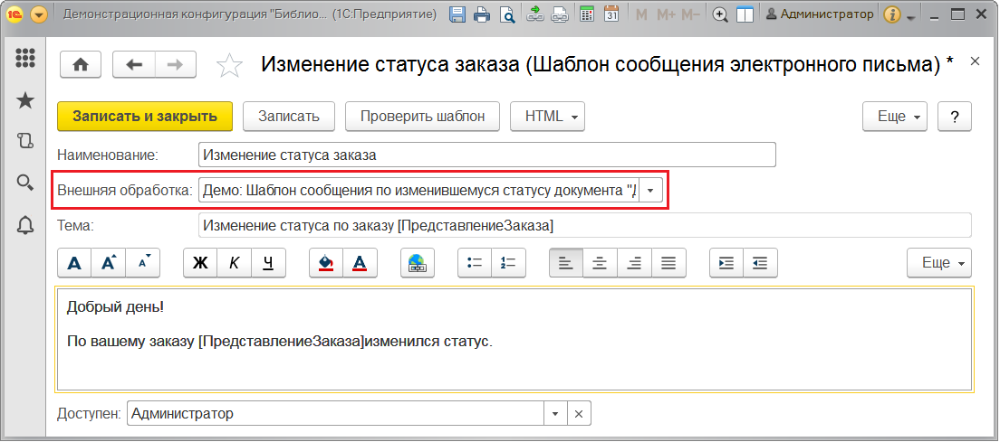 1С Демонстрационная конфигурация "Библио... (1С:Предприятие) 31 M M+ M− Администратор i
Изменение статуса заказа (Шаблон сообщения электронного письма) * ×
Записать и закрыть Записать Проверить шаблон HTML Еще ?
Наименование: Изменение статуса заказа
Внешняя обработка: Демо: Шаблон сообщения по изменившемуся статусу документа "Д
Тема: Изменение статуса по заказу [ПредставлениеЗаказа]
А А А Ж К Ч А Еще
Добрый день!
По вашему заказу [ПредставлениеЗаказа]изменился статус.
Доступен: Администратор ×